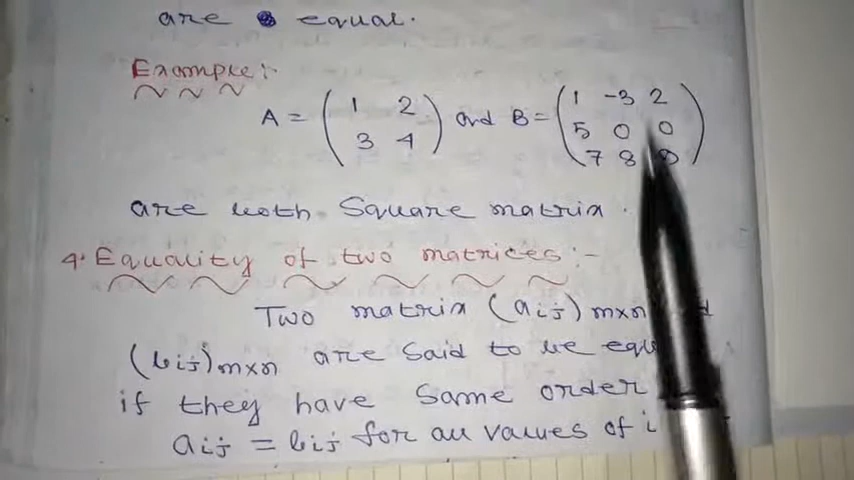 are equal.
Example:-
A = ( 1 2 ) and B = ( 1 -3 2 )
3 4 5 0 0
7 8
are both Square matrix.
4. Equality of two matrices :-
Two matrix (aij) mxn
(bij) mxn are said to be
if they have same order
aij = bij for all values of i